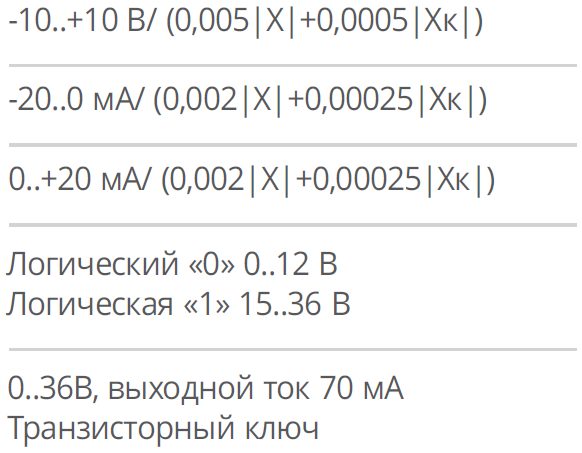 -10..+10 В/ (0,005|X|+0,0005|Xк|)
-20..0 мА/ (0,002|X|+0,00025|Xк|)
0..+20 мА/ (0,002|X|+0,00025|Xк|)
Логический «0» 0..12 В
Логическая «1» 15..36 В
0..36В, выходной ток 70 мА
Транзисторный ключ